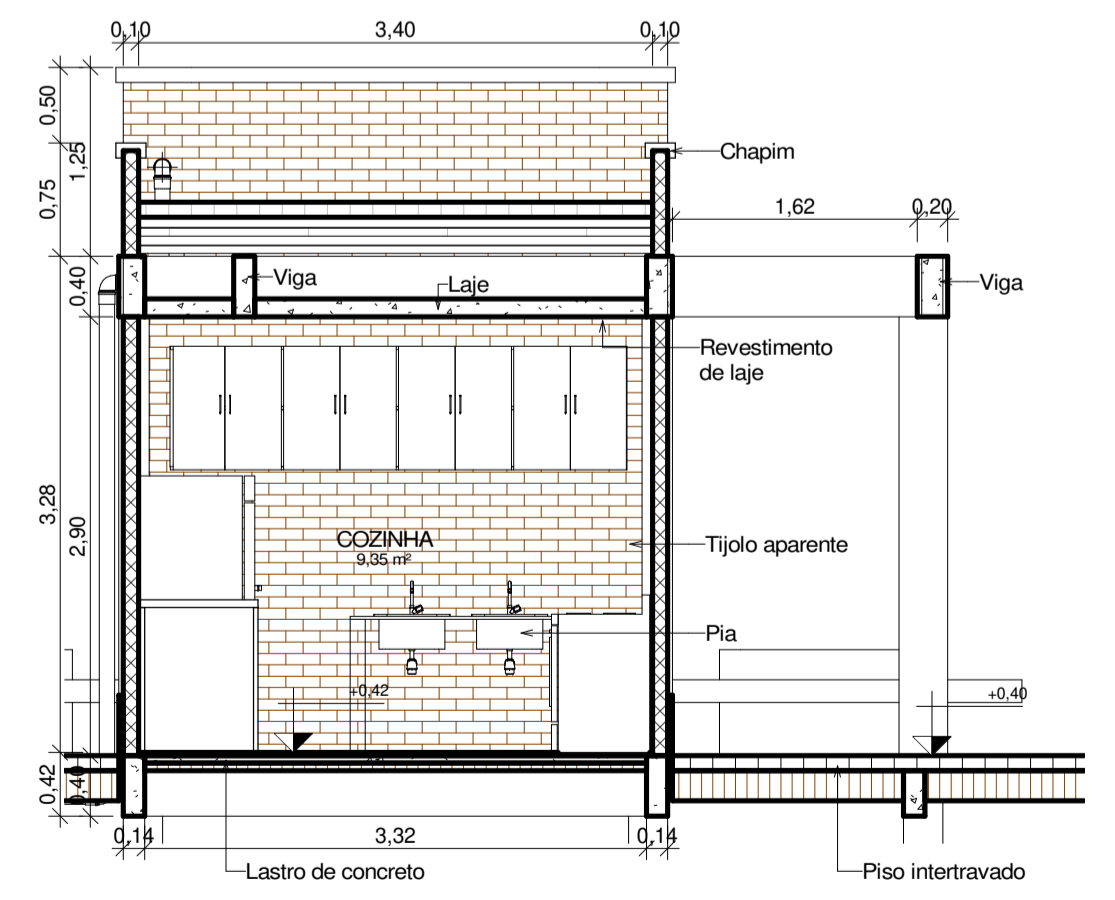 0,10 3,40 0,10
0,50
1,25
0,75
Chapim
1,62 0,20
0,40
Viga
Laje
Viga
Revestimento
de laje
3,28
2,90
COZINHA
9,35 m²
Tijolo aparente
Pia
+0,42
+0,40
0,42
0,40
0,14 3,32 0,14
Lastro de concreto
Piso intertravado